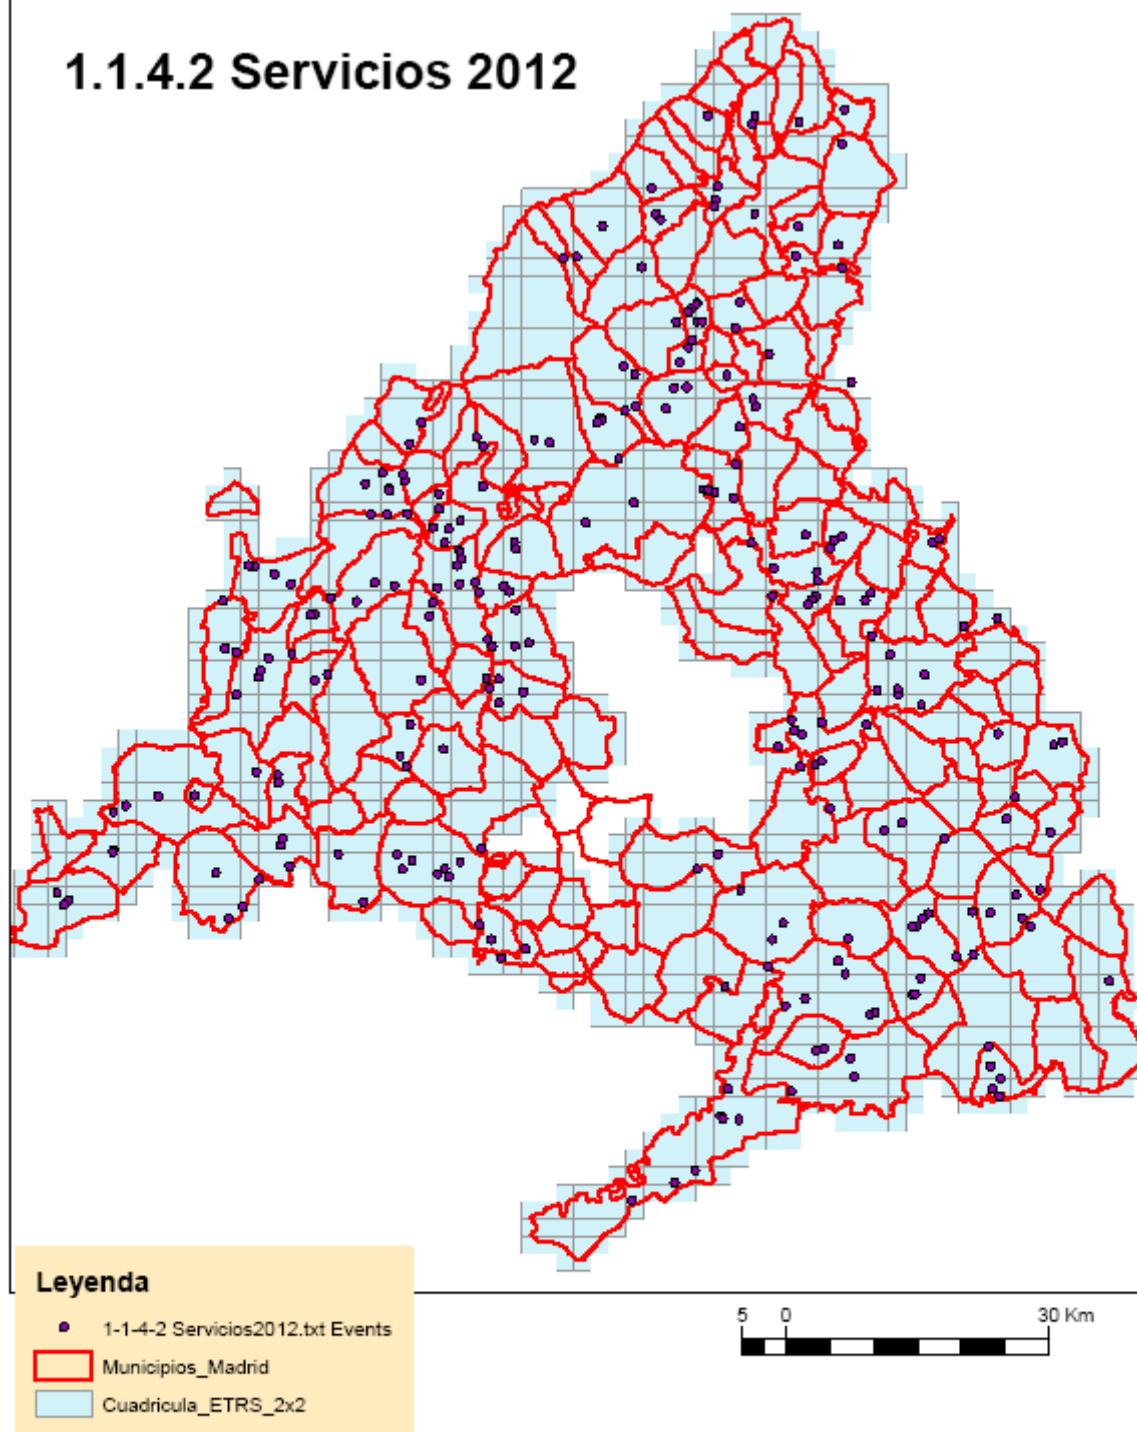 1.1.4.2 Servicios 2012
Leyenda
1-1-4-2 Servicios2012.txt Events
Municipios_Madrid
Cuadricula_ETRS_2x2
5 0 30 Km